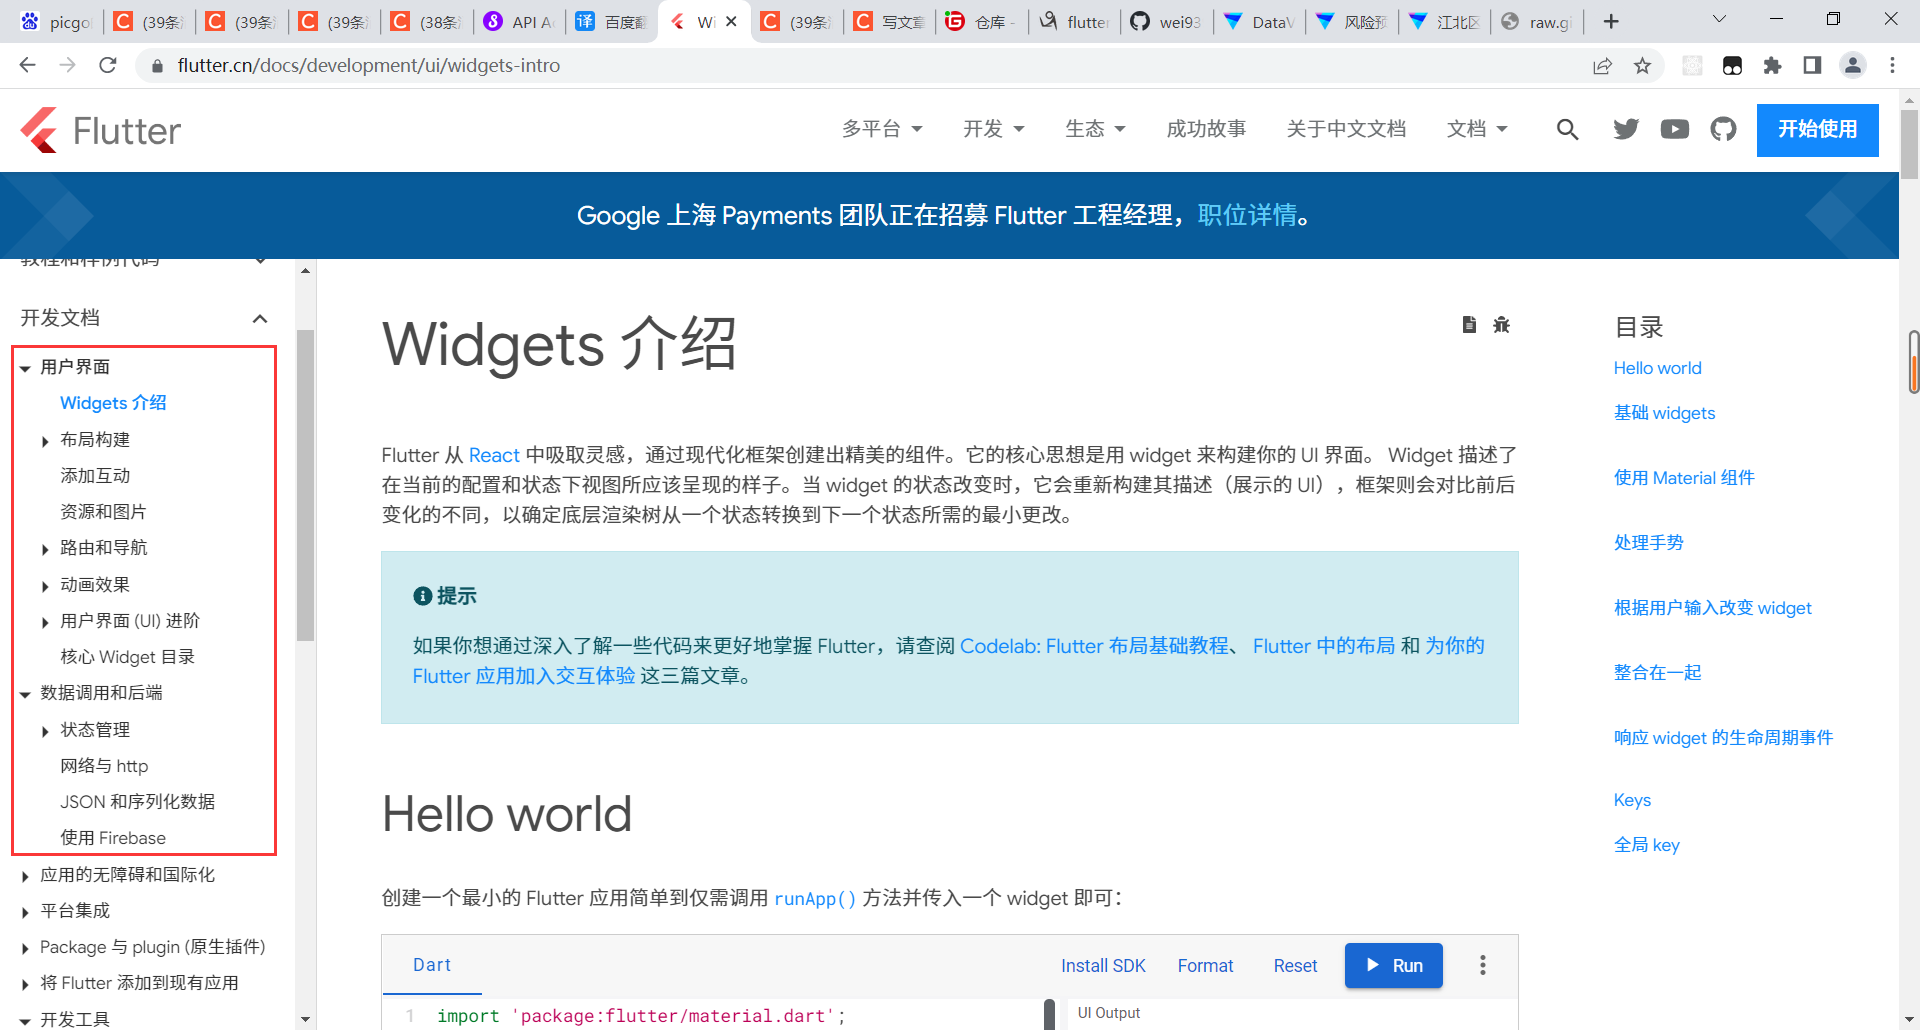 picgo
(39条
(39条
(39条
(38条
API A
百度翻
Wi
(39条
写文章
仓库 -
flutter
wei93
DataV
风险预
江北区
raw.gi
flutter.cn/docs/development/ui/widgets-intro
Flutter
多平台
开发
生态
成功故事
关于中文文档
文档
开始使用
Google 上海 Payments 团队正在招募 Flutter 工程经理，职位详情。
教程和样例代码
开发文档
用户界面
Widgets 介绍
布局构建
添加互动
资源和图片
路由和导航
动画效果
用户界面 (UI) 进阶
核心 Widget 目录
数据调用和后端
状态管理
网络与 http
JSON 和序列化数据
使用 Firebase
应用的无障碍和国际化
平台集成
Package 与 plugin (原生插件)
将 Flutter 添加到现有应用
开发工具
Widgets 介绍
Flutter 从 React 中吸取灵感，通过现代化框架创建出精美的组件。它的核心思想是用 widget 来构建你的 UI 界面。 Widget 描述了
在当前的配置和状态下视图所应该呈现的样子。当 widget 的状态改变时，它会重新构建其描述（展示的 UI），框架则会对比前后
变化的不同，以确定底层渲染树从一个状态转换到下一个状态所需的最小更改。
提示
如果你想通过深入了解一些代码来更好地掌握 Flutter，请查阅 Codelab: Flutter 布局基础教程、 Flutter 中的布局 和 为你的
Flutter 应用加入交互体验 这三篇文章。
Hello world
创建一个最小的 Flutter 应用简单到仅需调用 runApp() 方法并传入一个 widget 即可：
Dart
Install SDK
Format
Reset
Run
1 import 'package:flutter/material.dart';
UI Output
目录
Hello world
基础 widgets
使用 Material 组件
处理手势
根据用户输入改变 widget
整合在一起
响应 widget 的生命周期事件
Keys
全局 key